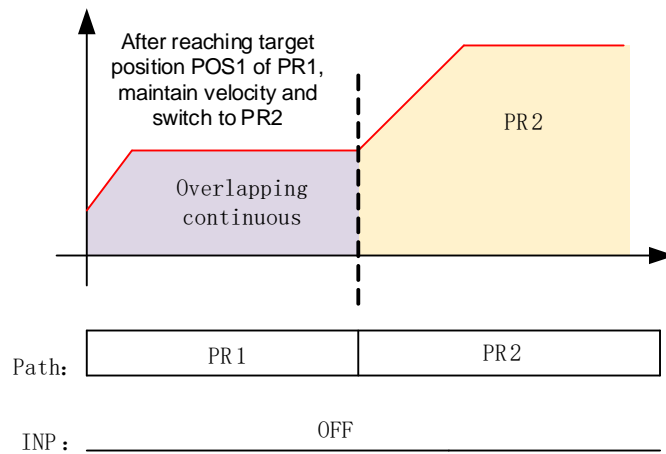 After reaching target
position POS1 of PR1,
maintain velocity and
switch to PR2
PR2
Overlapping
continuous
Path: PR1 PR2
INP: OFF